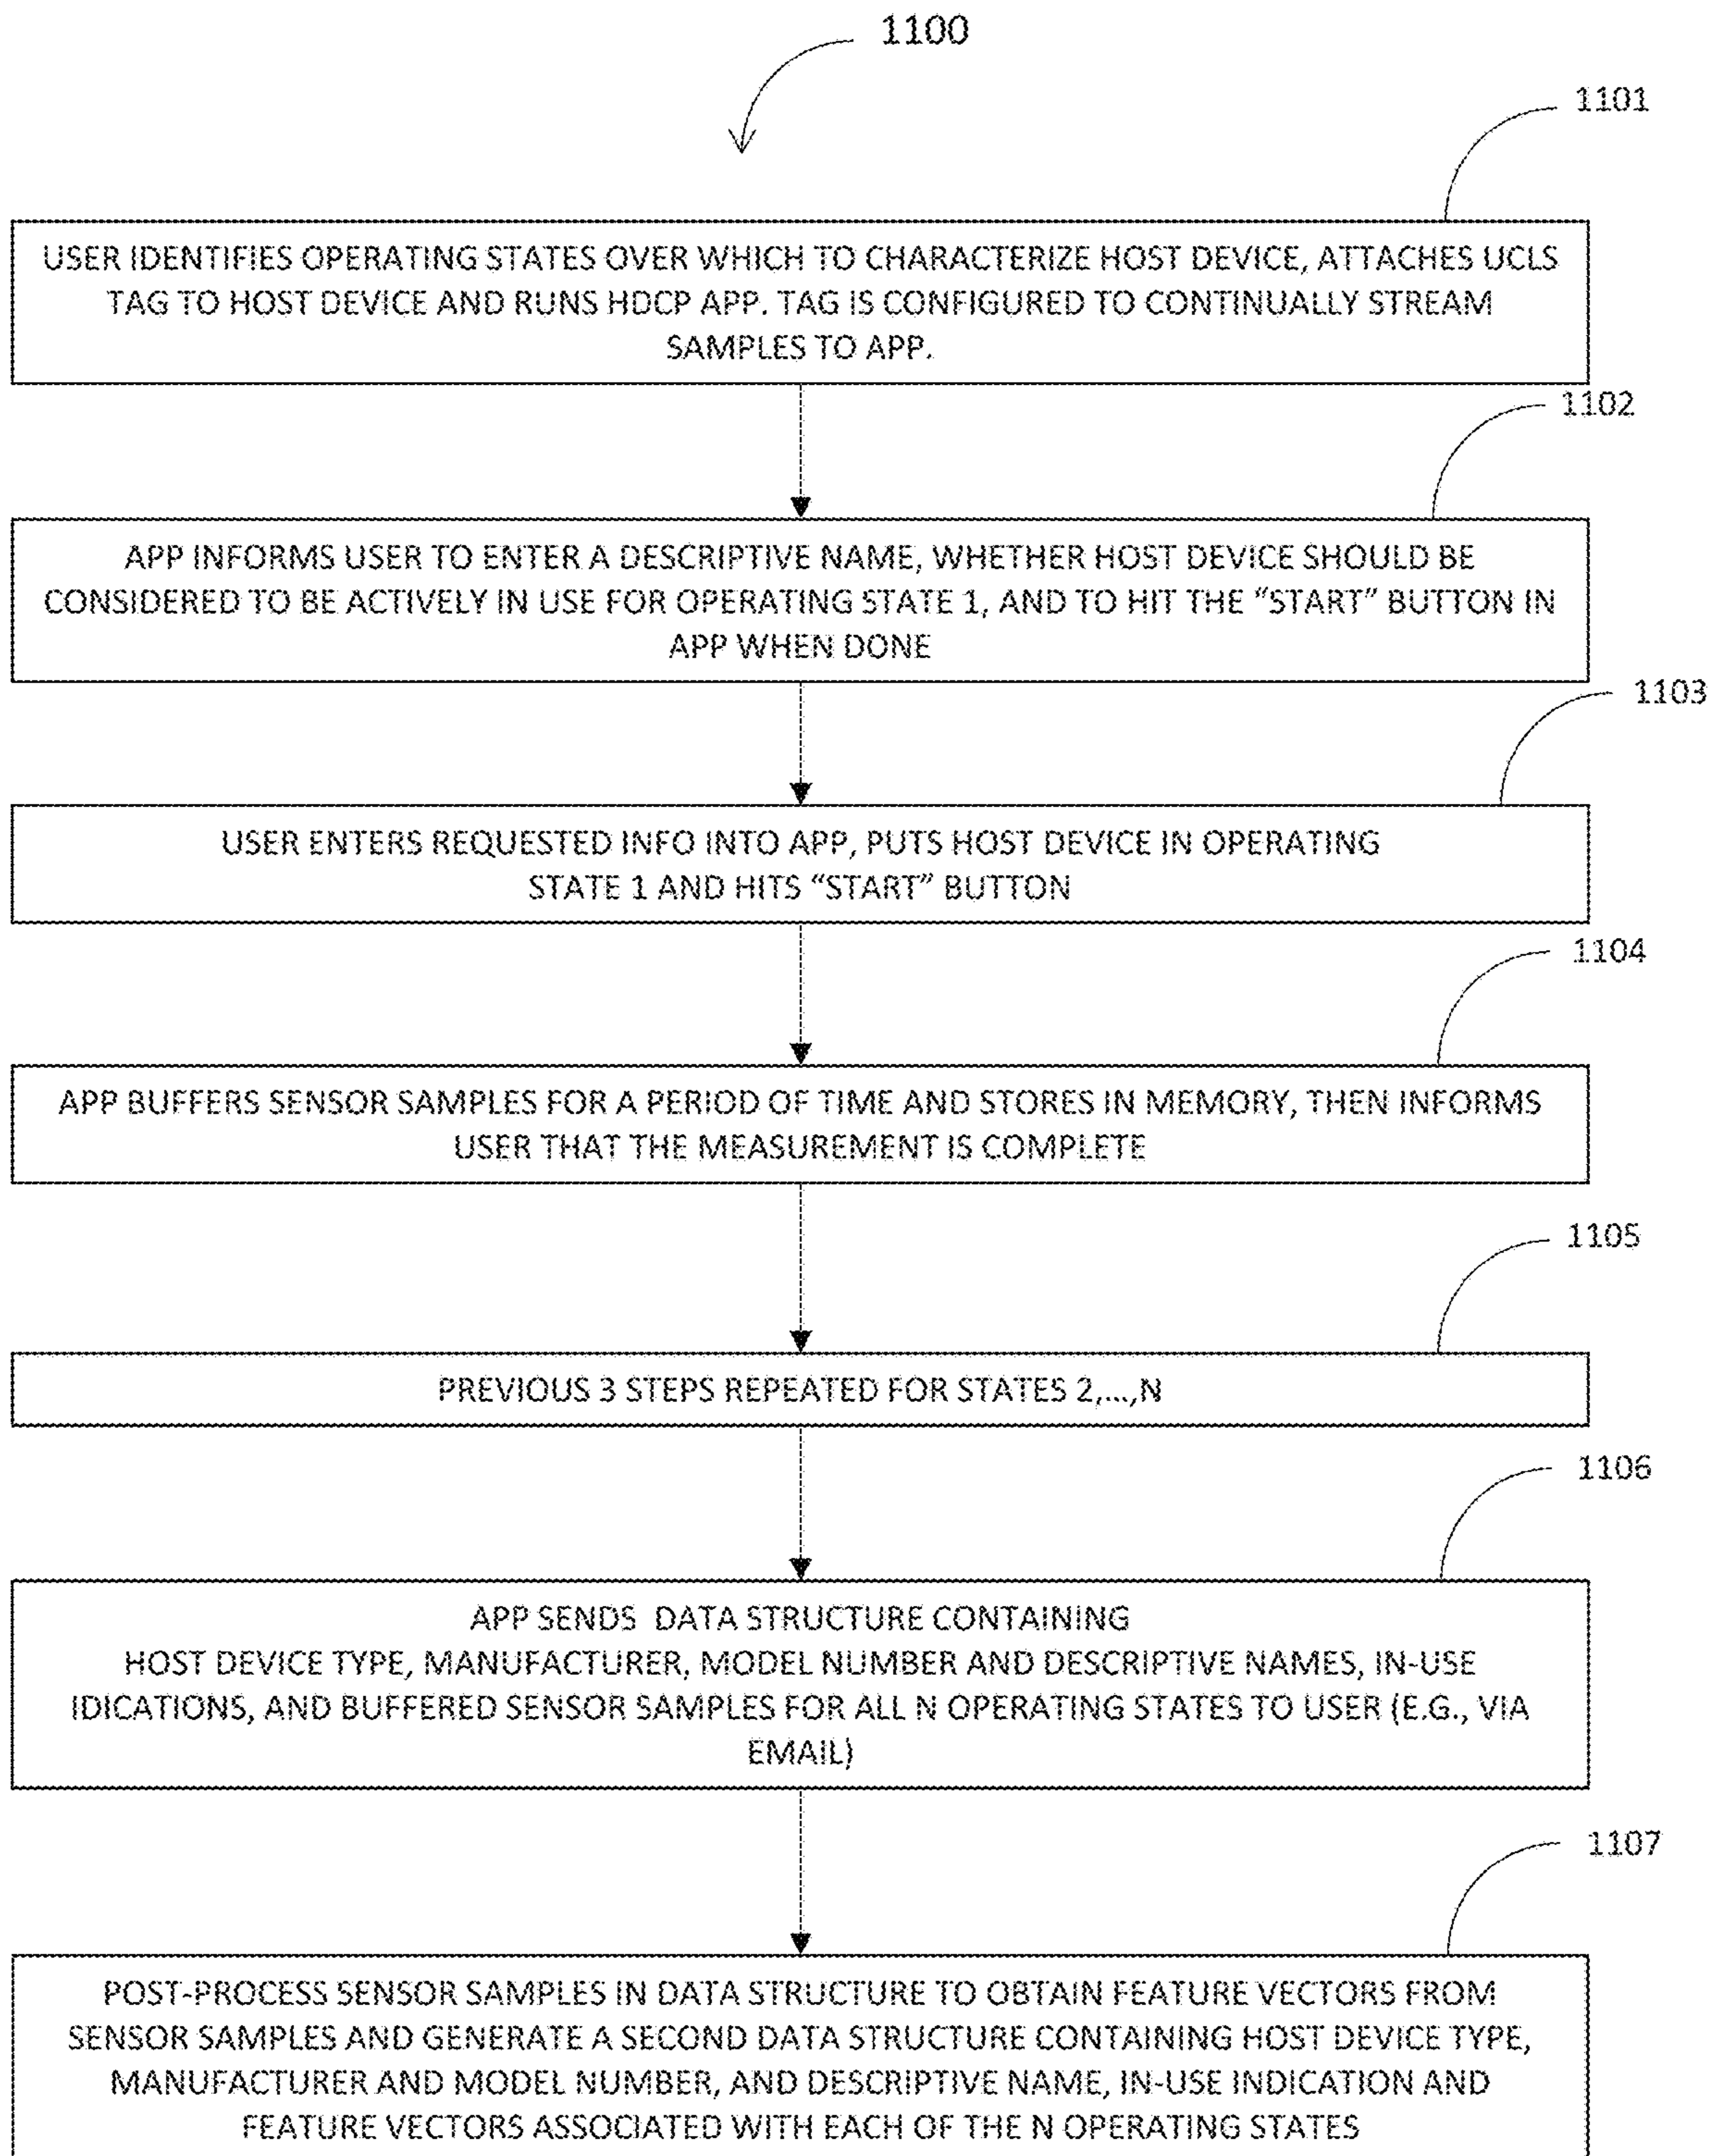 1100
1101
USER IDENTIFIES OPERATING STATES OVER WHICH TO CHARACTERIZE HOST DEVICE, ATTACHES UCLS
TAG TO HOST DEVICE AND RUNS HDCP APP. TAG IS CONFIGURED TO CONTINUALLY STREAM
SAMPLES TO APP.
1102
APP INFORMS USER TO ENTER A DESCRIPTIVE NAME, WHETHER HOST DEVICE SHOULD BE
CONSIDERED TO BE ACTIVELY IN USE FOR OPERATING STATE 1, AND TO HIT THE “START” BUTTON IN
APP WHEN DONE
1103
USER ENTERS REQUESTED INFO INTO APP, PUTS HOST DEVICE IN OPERATING
STATE 1 AND HITS “START” BUTTON
1104
APP BUFFERS SENSOR SAMPLES FOR A PERIOD OF TIME AND STORES IN MEMORY, THEN INFORMS
USER THAT THE MEASUREMENT IS COMPLETE
1105
PREVIOUS 3 STEPS REPEATED FOR STATES 2,...,N
1106
APP SENDS DATA STRUCTURE CONTAINING
HOST DEVICE TYPE, MANUFACTURER, MODEL NUMBER AND DESCRIPTIVE NAMES, IN-USE
IDICATIONS, AND BUFFERED SENSOR SAMPLES FOR ALL N OPERATING STATES TO USER (E.G., VIA
EMAIL)
1107
POST-PROCESS SENSOR SAMPLES IN DATA STRUCTURE TO OBTAIN FEATURE VECTORS FROM
SENSOR SAMPLES AND GENERATE A SECOND DATA STRUCTURE CONTAINING HOST DEVICE TYPE,
MANUFACTURER AND MODEL NUMBER, AND DESCRIPTIVE NAME, IN-USE INDICATION AND
FEATURE VECTORS ASSOCIATED WITH EACH OF THE N OPERATING STATES